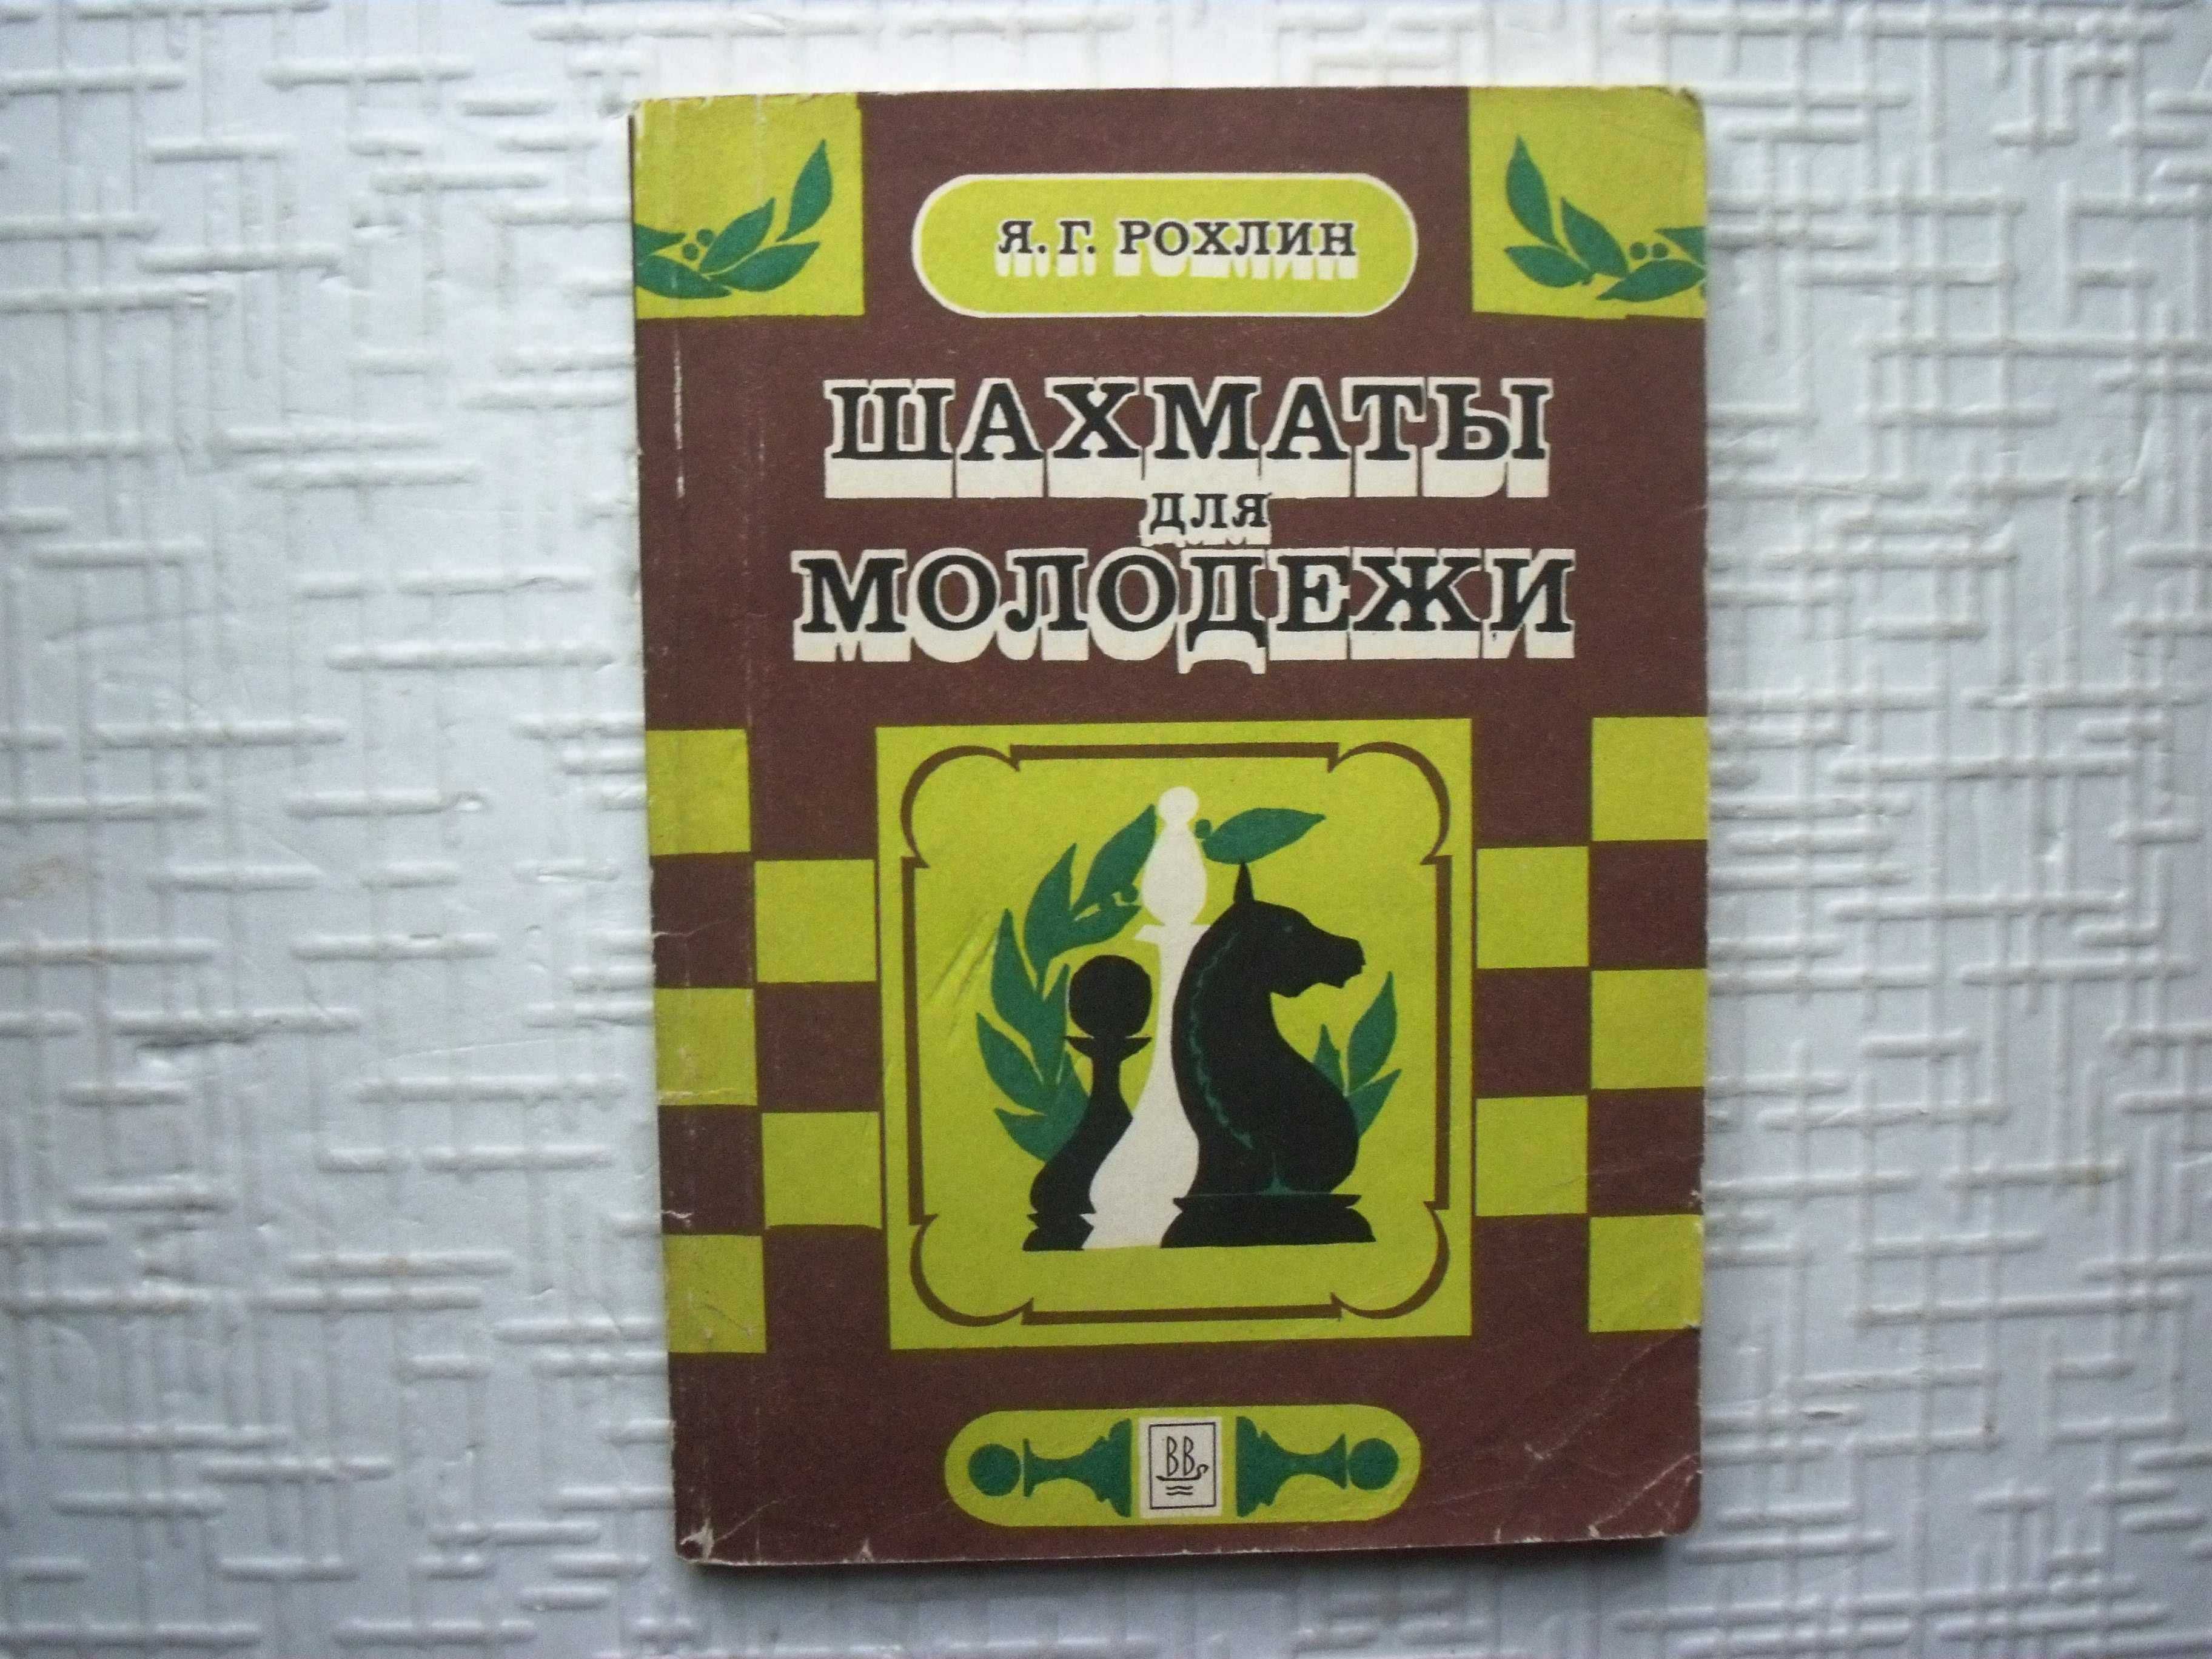 Я. Г. РОХЛИН
ШАХМАТЫ
ДЛЯ
МОЛОДЕЖИ
ВВ